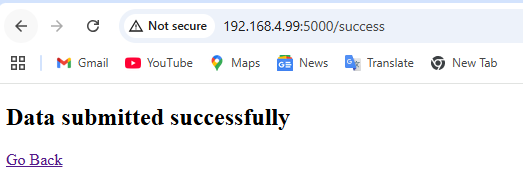 Not secure 192.168.4.99:5000/success
Gmail YouTube Maps News Translate New Tab
Data submitted successfully
Go Back